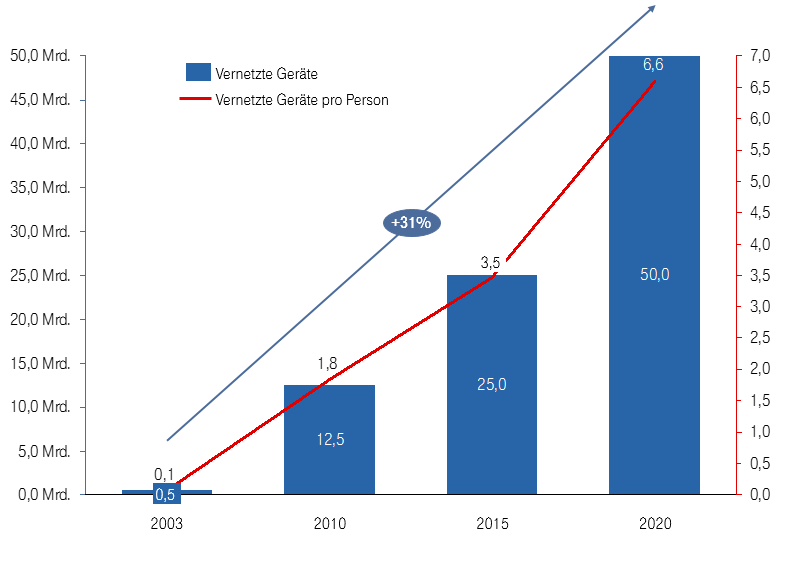 50,0 Mrd.
45,0 Mrd.
40,0 Mrd.
35,0 Mrd.
30,0 Mrd.
25,0 Mrd.
20,0 Mrd.
15,0 Mrd.
10,0 Mrd.
5,0 Mrd.
0,0 Mrd.
Vernetzte Geräte
Vernetzte Geräte pro Person
+31%
0,1
0,5
1,8
12,5
3,5
25,0
6,6
50,0
7,0
6,5
6,0
5,5
5,0
4,5
4,0
3,5
3,0
2,5
2,0
1,5
1,0
0,5
0,0
2003
2010
2015
2020